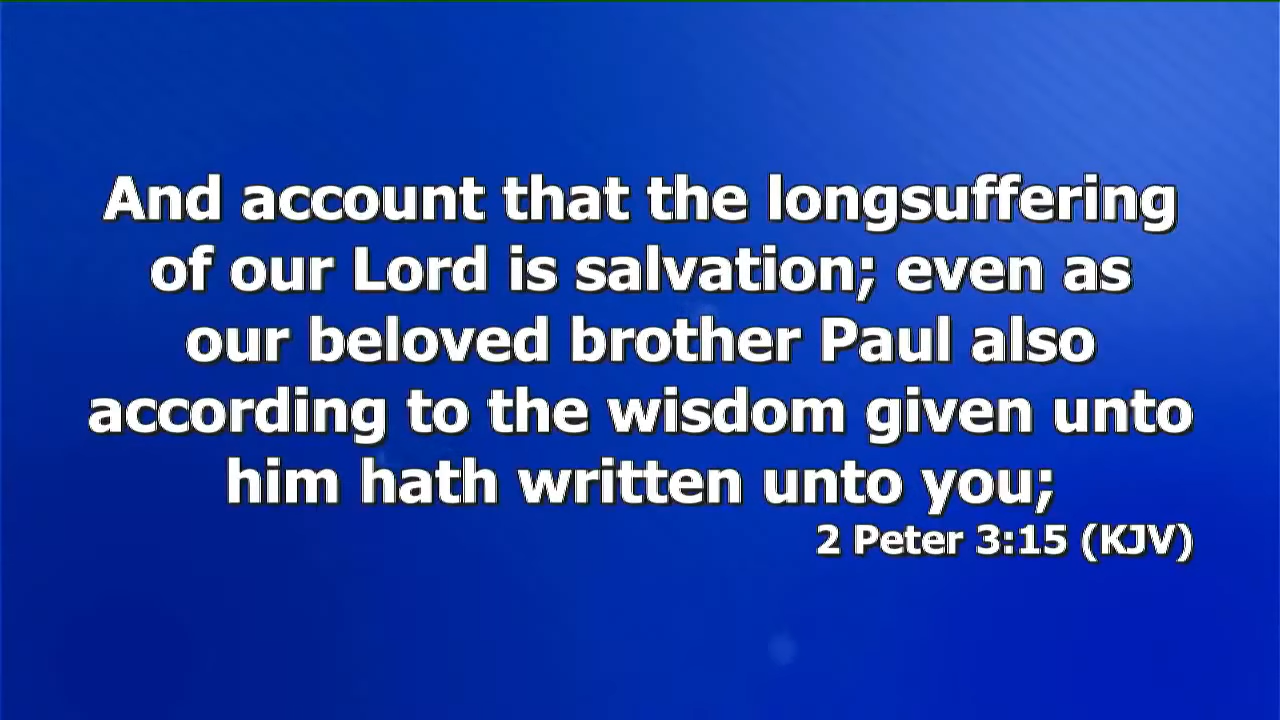 And account that the longsuffering
of our Lord is salvation; even as
our beloved brother Paul also
according to the wisdom given unto
him hath written unto you;
2 Peter 3:15 (KJV)